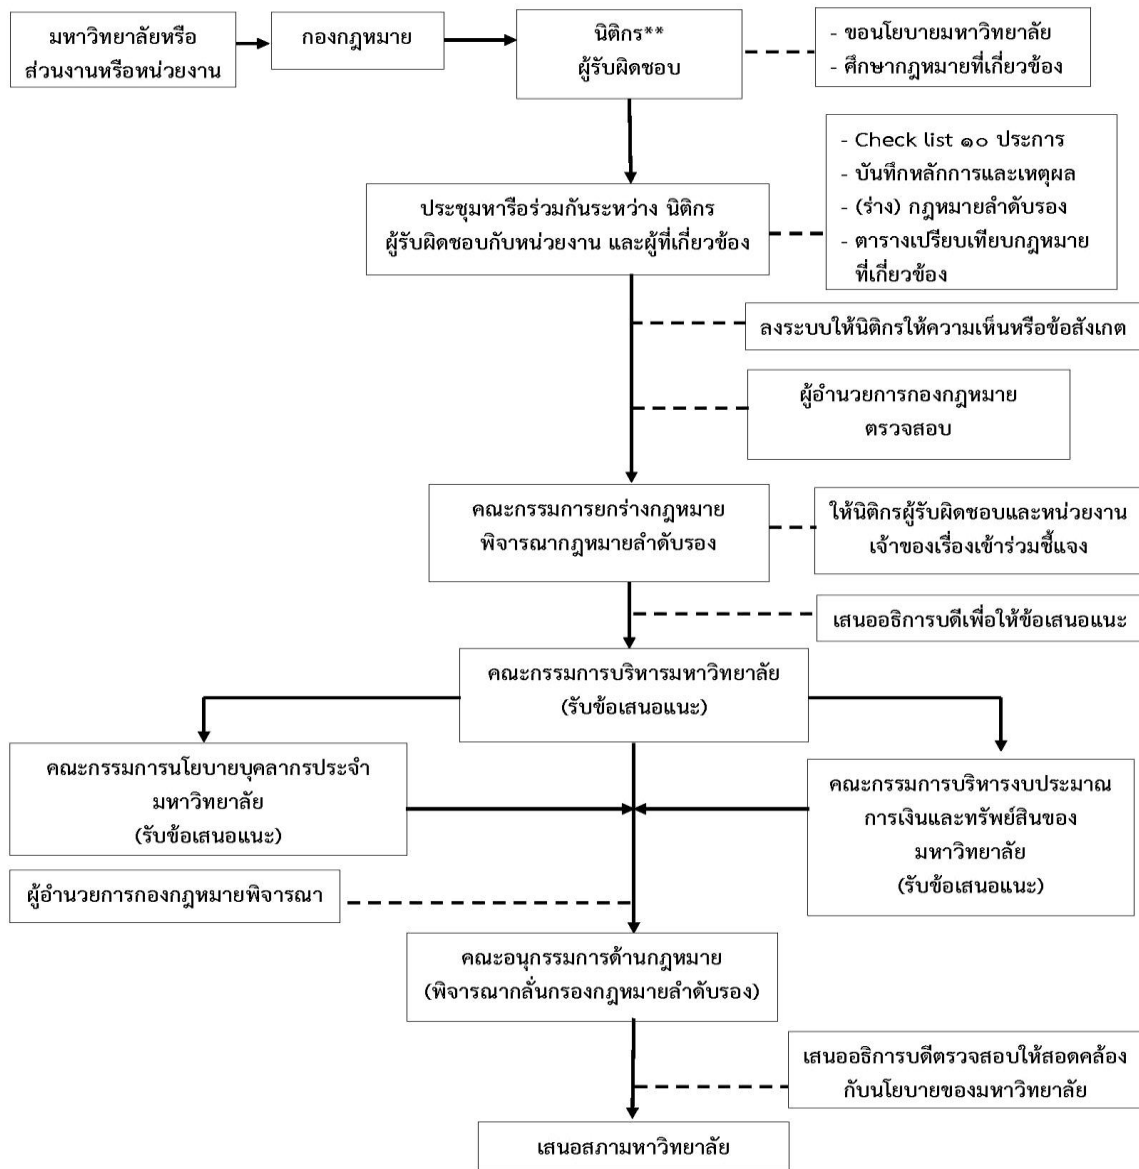 มหาวิทยาลัยหรือ
ส่วนงานหรือหน่วยงาน
กองกฎหมาย
นิติกร**
ผู้รับผิดชอบ
- ขอนโยบายมหาวิทยาลัย
- ศึกษากฎหมายที่เกี่ยวข้อง
- Check list ๑๐ ประการ
- บันทึกหลักการและเหตุผล
- (ร่าง) กฎหมายลำดับรอง
- ตารางเปรียบเทียบกฎหมาย
ที่เกี่ยวข้อง
ประชุมหารือร่วมกันระหว่าง นิติกร
ผู้รับผิดชอบกับหน่วยงาน และผู้ที่เกี่ยวข้อง
ลงระบบให้นิติกรให้ความเห็นหรือข้อสังเกต
ผู้อำนวยการกองกฎหมาย
ตรวจสอบ
คณะกรรมการยกร่างกฎหมาย
พิจารณากฎหมายลำดับรอง
ให้นิติกรผู้รับผิดชอบและหน่วยงาน
เจ้าของเรื่องเข้าร่วมชี้แจง
เสนออธิการบดีเพื่อให้ข้อเสนอแนะ
คณะกรรมการบริหารมหาวิทยาลัย
(รับข้อเสนอแนะ)
คณะกรรมการนโยบายบุคลากรประจำ
มหาวิทยาลัย
(รับข้อเสนอแนะ)
คณะกรรมการบริหารงบประมาณ
การเงินและทรัพย์สินของ
มหาวิทยาลัย
(รับข้อเสนอแนะ)
ผู้อำนวยการกองกฎหมายพิจารณา
คณะอนุกรรมการด้านกฎหมาย
(พิจารณากลั่นกรองกฎหมายลำดับรอง)
เสนออธิการบดีตรวจสอบให้สอดคล้อง
กับนโยบายของมหาวิทยาลัย
เสนอสภามหาวิทยาลัย